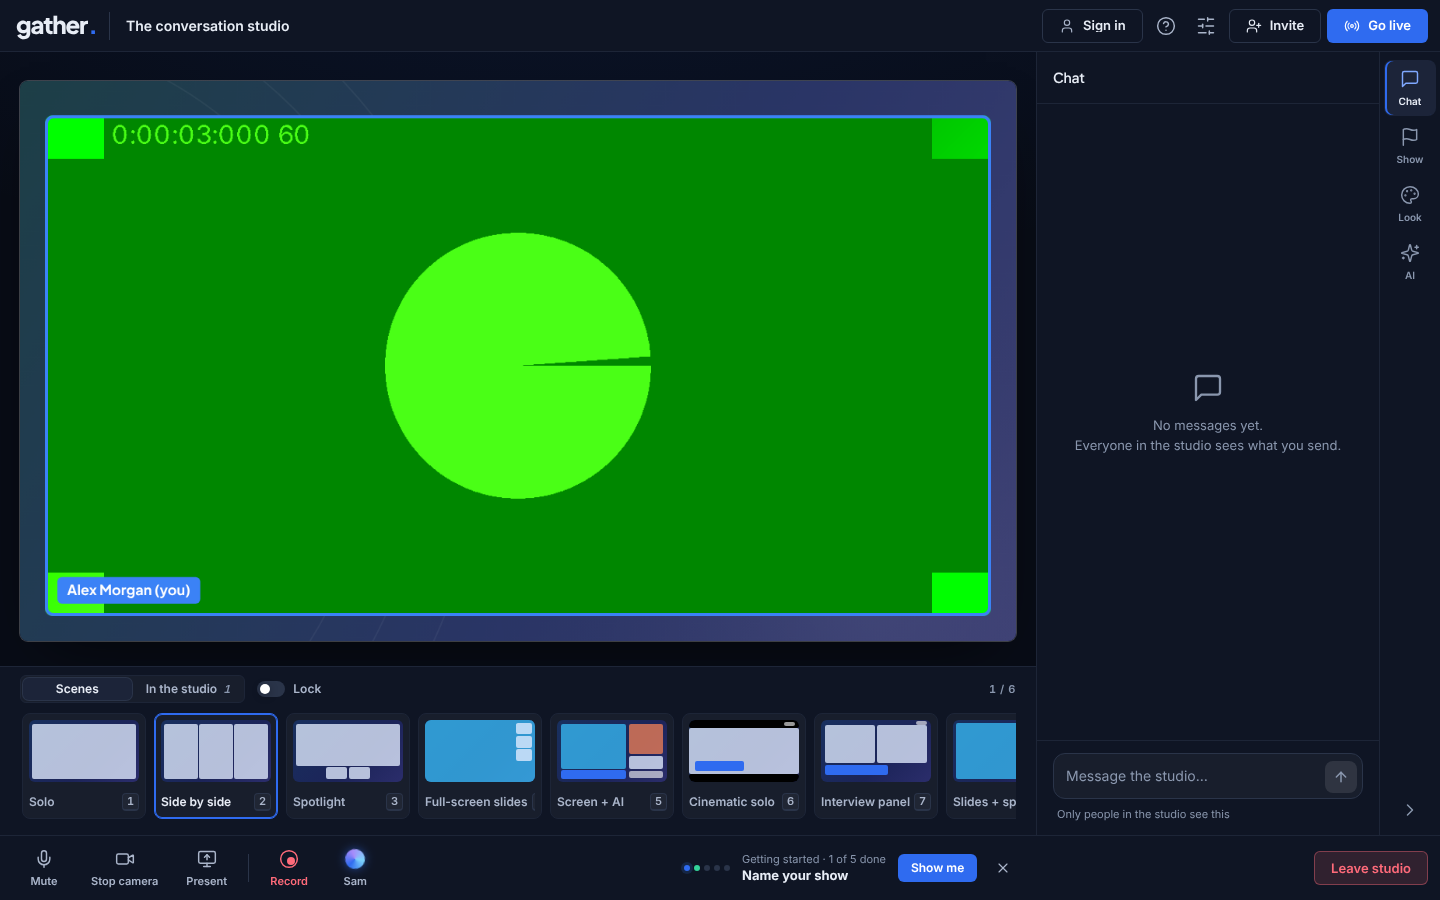 gather.
The conversation studio
Sign in
Invite
Go live
0:00:03:000 60
Alex Morgan (you)
Chat
No messages yet.
Everyone in the studio sees what you send.
Message the studio...
Only people in the studio see this
Chat
Show
Look
AI
Scenes
In the studio 1
Lock
1 / 6
Solo 1
Side by side 2
Spotlight 3
Full-screen slides
Screen + AI 5
Cinematic solo 6
Interview panel 7
Slides + sp
Mute
Stop camera
Present
Record
Sam
Getting started · 1 of 5 done
Name your show
Show me
Leave studio